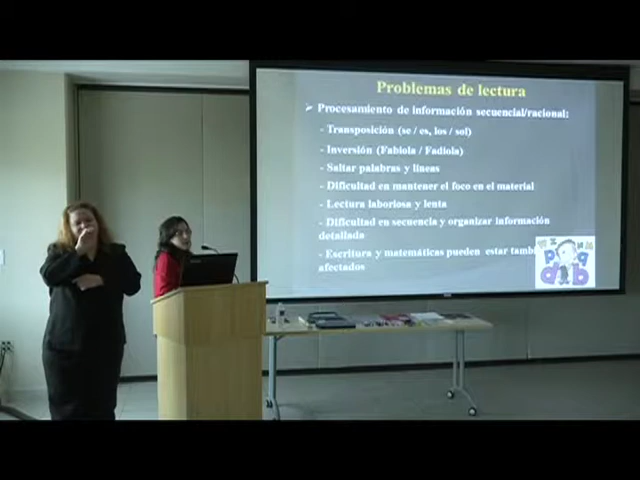 Problemas de lectura
➢ Procesamiento de información secuencial/racional:
- Transposición (se / es, los / sol)
- Inversión (Fabiola / Fadiola)
- Saltar palabras y líneas
- Dificultad en mantener el foco en el material
- Lectura laboriosa y lenta
- Dificultad en secuencia y organizar información
detallada
- Escritura y matemáticas pueden estar
afectados